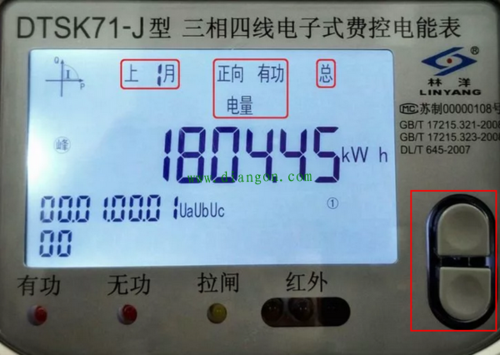 DTSK71-J型 三相四线电子式费控电能表
上 1月 正向 有功 总
电量
林洋
LINYANG
MC 苏制00000108号
GB/T 17215.321-2008
GB/T 17215.323-2008
DL/T 645-2007
峰
180445 kW h
www.diangon.com
00.01.00.01 UaUbUc ①
00
有功 无功 拉闸 红外